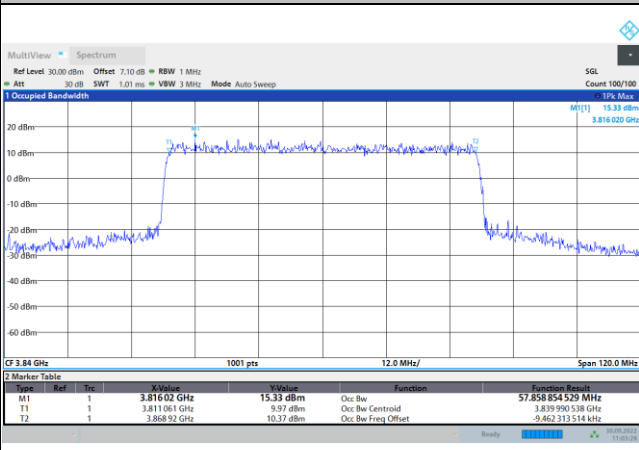 MultiView Spectrum
Ref Level 30.00 dBm Offset 7.10 dB RBW 1 MHz SGL
Att 30 dB SWT 1.01 ms VBW 3 MHz Mode Auto Sweep Count 100/100
1 Occupied Bandwidth 1Pk Max
M1[1] 15.33 dBm
3.816 020 GHz
M1
T1 T2
20 dBm
10 dBm
0 dBm
-10 dBm
-20 dBm
-30 dBm
-40 dBm
-50 dBm
-60 dBm
CF 3.84 GHz 1001 pts 12.0 MHz/ Span 120.0 MHz
2 Marker Table
Type Ref Trc X-Value Y-Value Function Function Result
M1 1 3.816 02 GHz 15.33 dBm Occ Bw 57.858 854 529 MHz
T1 1 3.811 061 GHz 9.97 dBm Occ Bw Centroid 3.839 990 538 GHz
T2 1 3.868 92 GHz 10.37 dBm Occ Bw Freq Offset -9.462 313 514 kHz
Ready 30.09.2022
11:03:28